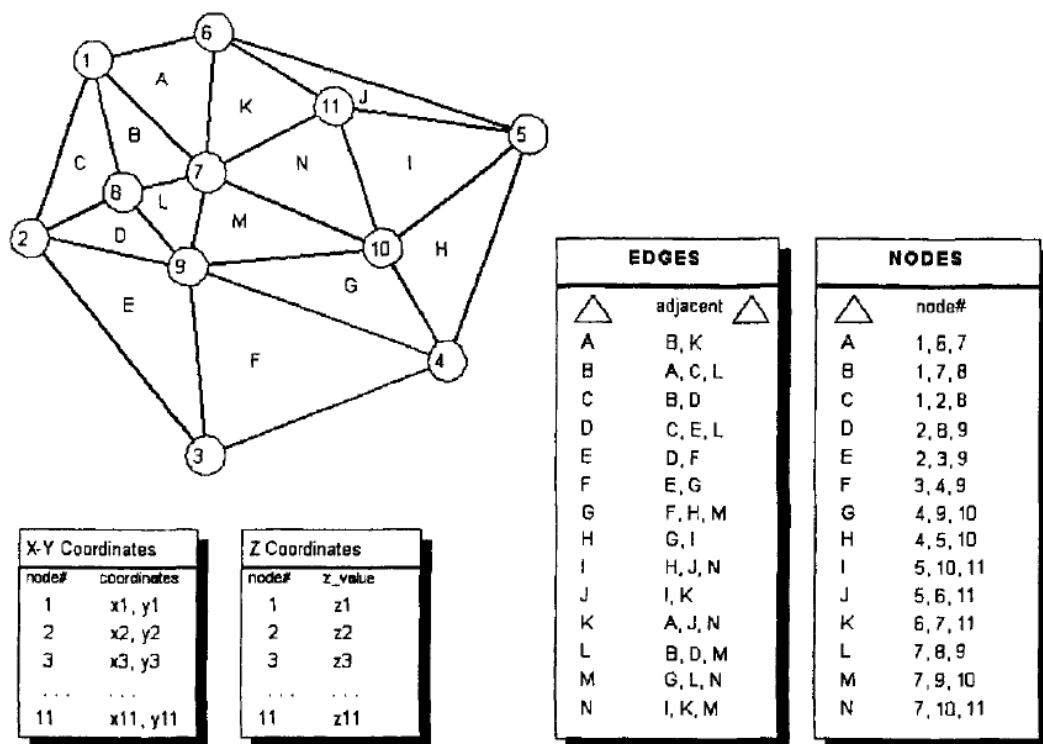 6
1
A
K
11
J
5
B
7
N
I
C
8
L
M
D
2
9
10
H
G
E
F
4
3
X-Y Coordinates
node# coordinates
1 x1, y1
2 x2, y2
3 x3, y3
... ...
11 x11, y11
Z Coordinates
node# z_value
1 z1
2 z2
3 z3
... ...
11 z11
EDGES
adjacent
A B, K
B A, C, L
C B, D
D C, E, L
E D, F
F E, G
G F, H, M
H G, I
I H, J, N
J I, K
K A, J, N
L B, D, M
M G, L, N
N I, K, M
NODES
node#
A 1, 6, 7
B 1, 7, 8
C 1, 2, 8
D 2, 8, 9
E 2, 3, 9
F 3, 4, 9
G 4, 9, 10
H 4, 5, 10
I 5, 10, 11
J 5, 6, 11
K 6, 7, 11
L 7, 8, 9
M 7, 9, 10
N 7, 10, 11